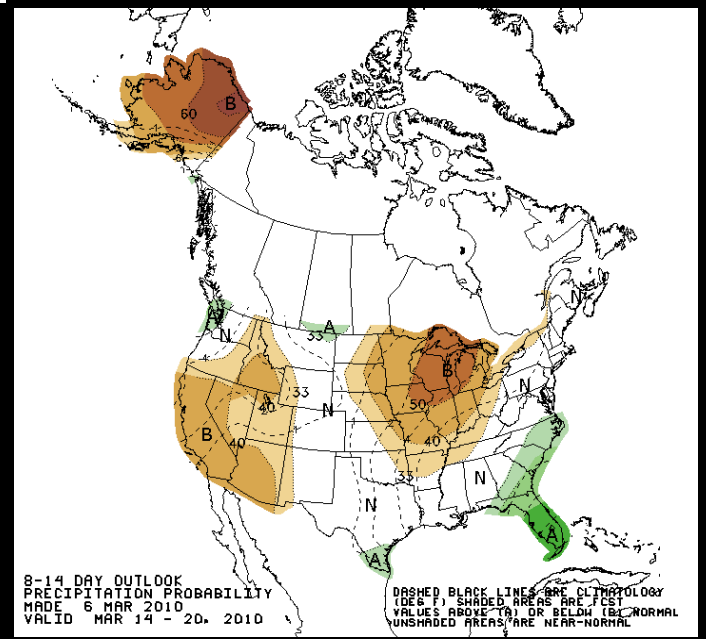 B
60
A
N
A
33
N
B
33
40
N
50
N
B
40
40
33
N
N
A
A
8-14 DAY OUTLOOK
PRECIPITATION PROBABILITY
MADE 6 MAR 2010
VALID MAR 14 - 20, 2010
DASHED BLACK LINES ARE CLIMATOLOGY
(DEG F) SHADED AREAS ARE FCST
VALUES ABOVE (A) OR BELOW (B) NORMAL
UNSHADED AREAS ARE NEAR-NORMAL